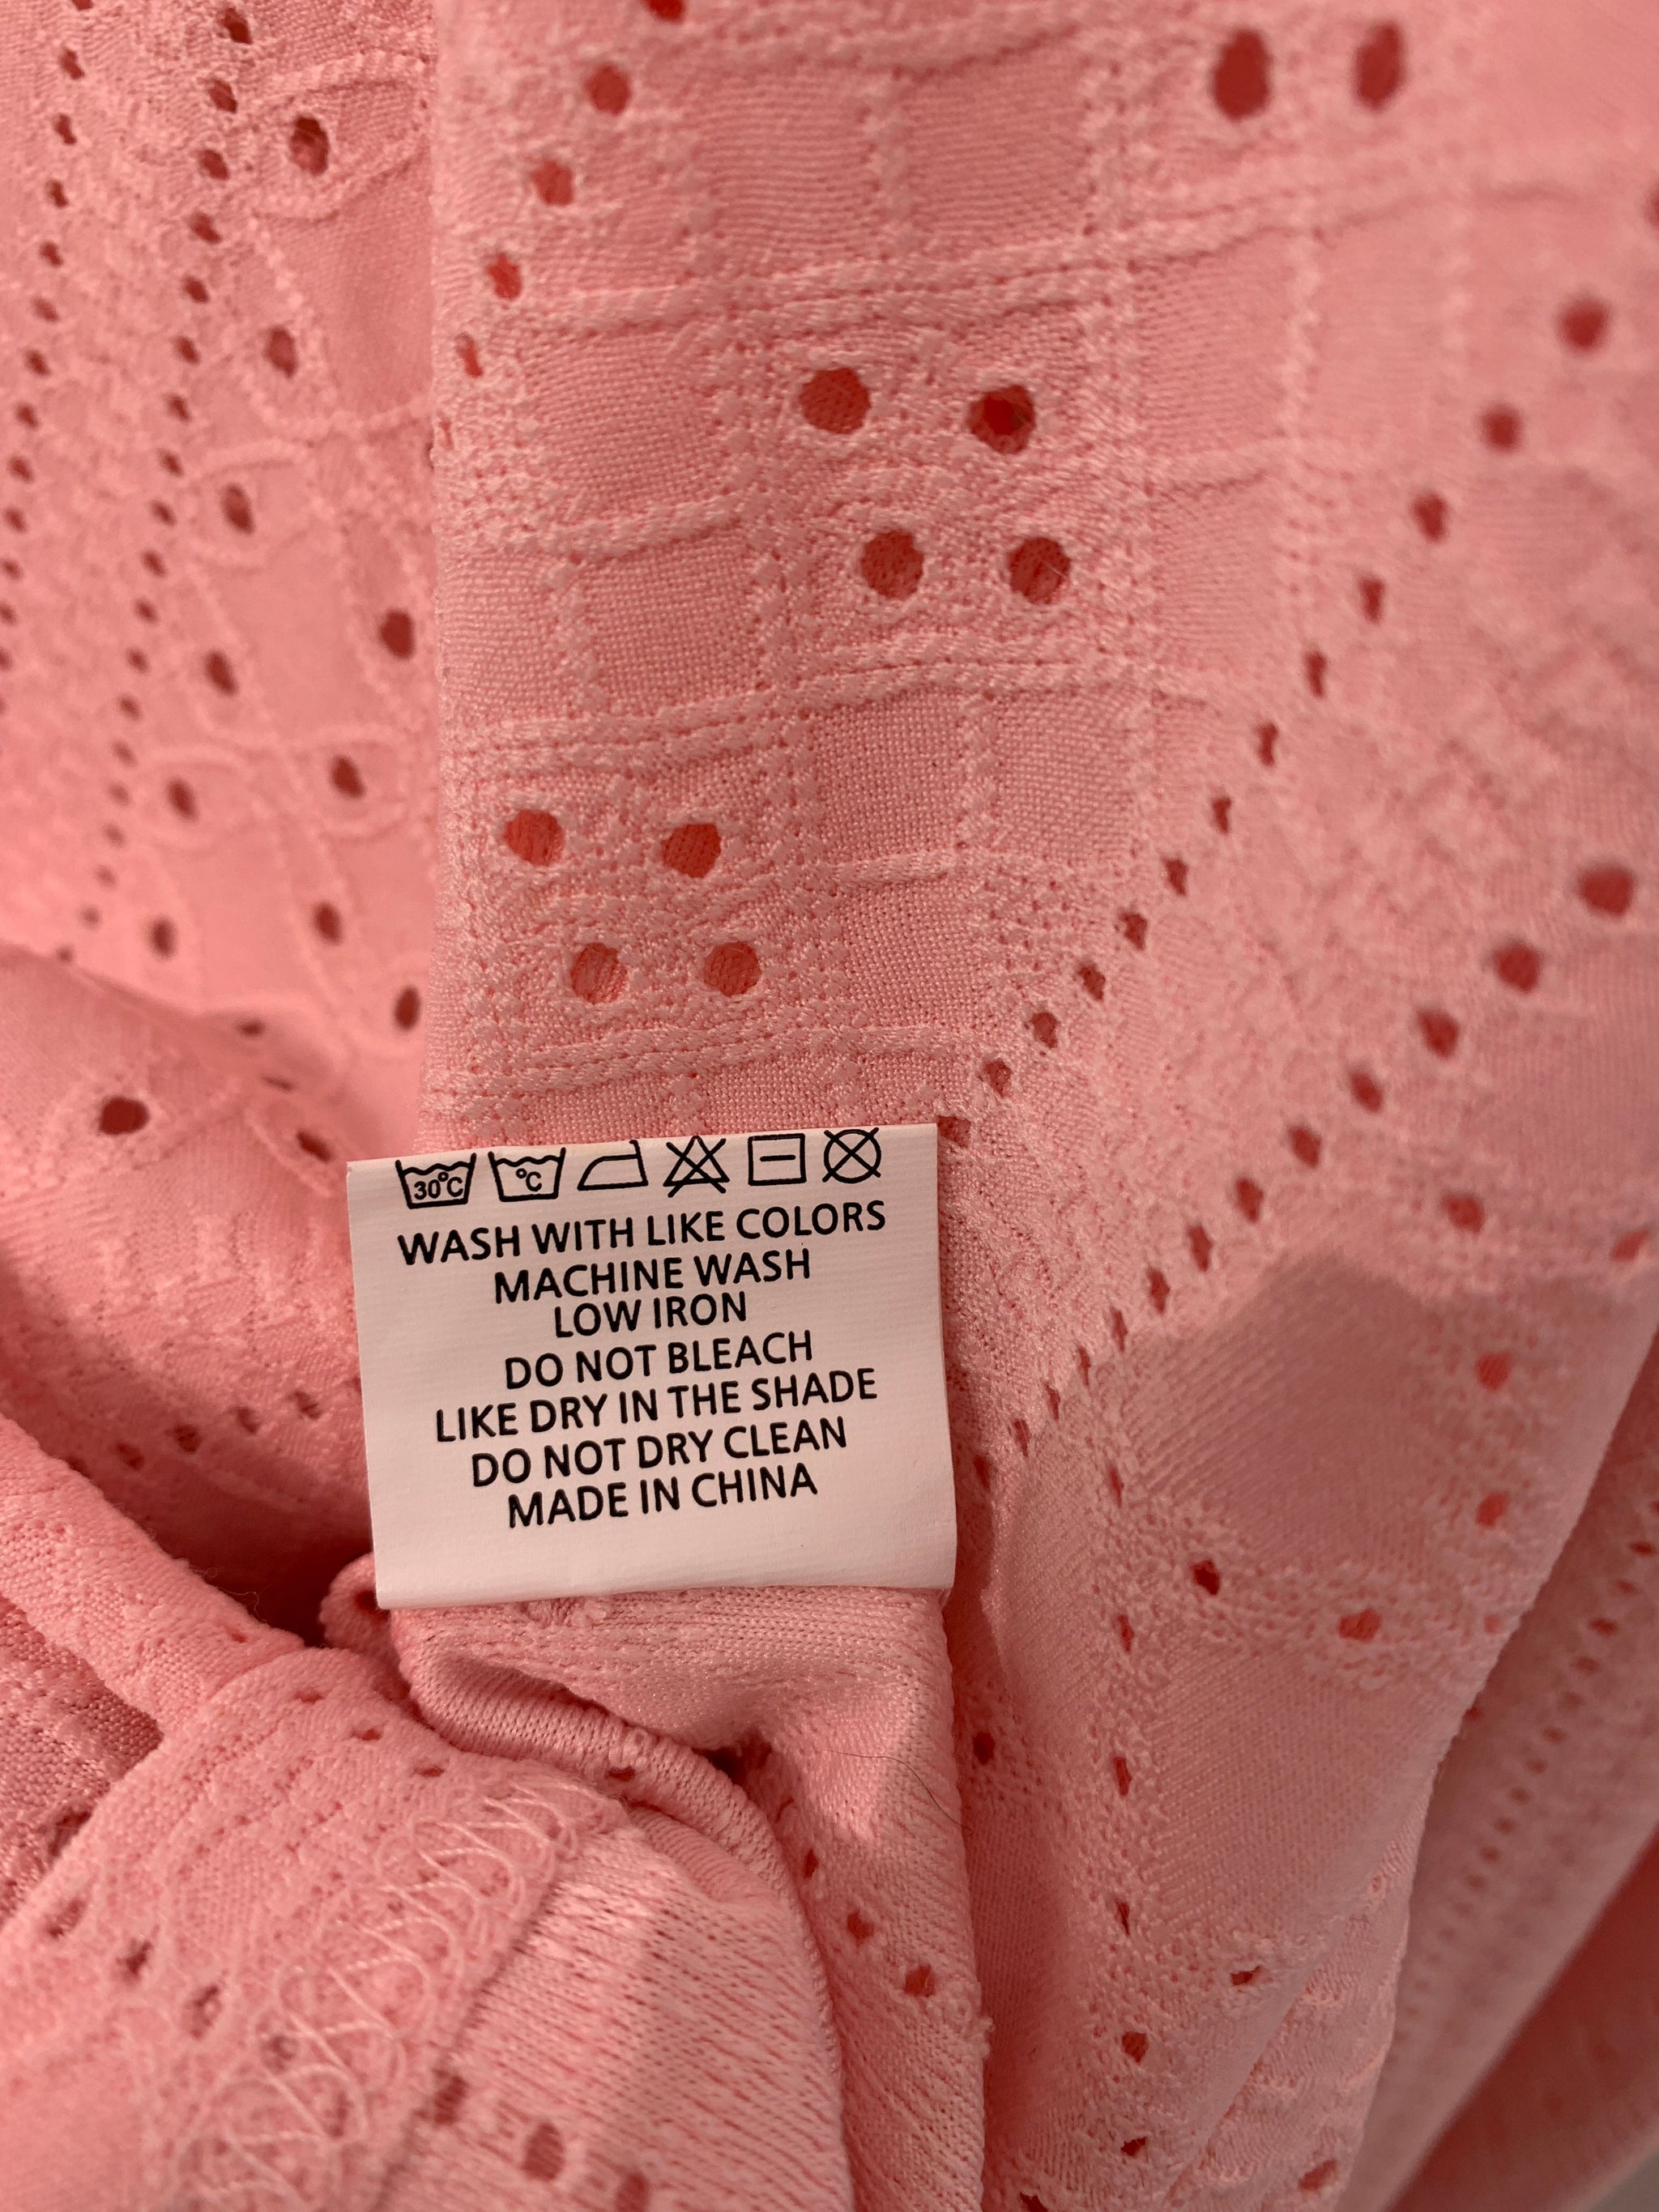 30°C °C
WASH WITH LIKE COLORS
MACHINE WASH
LOW IRON
DO NOT BLEACH
LIKE DRY IN THE SHADE
DO NOT DRY CLEAN
MADE IN CHINA